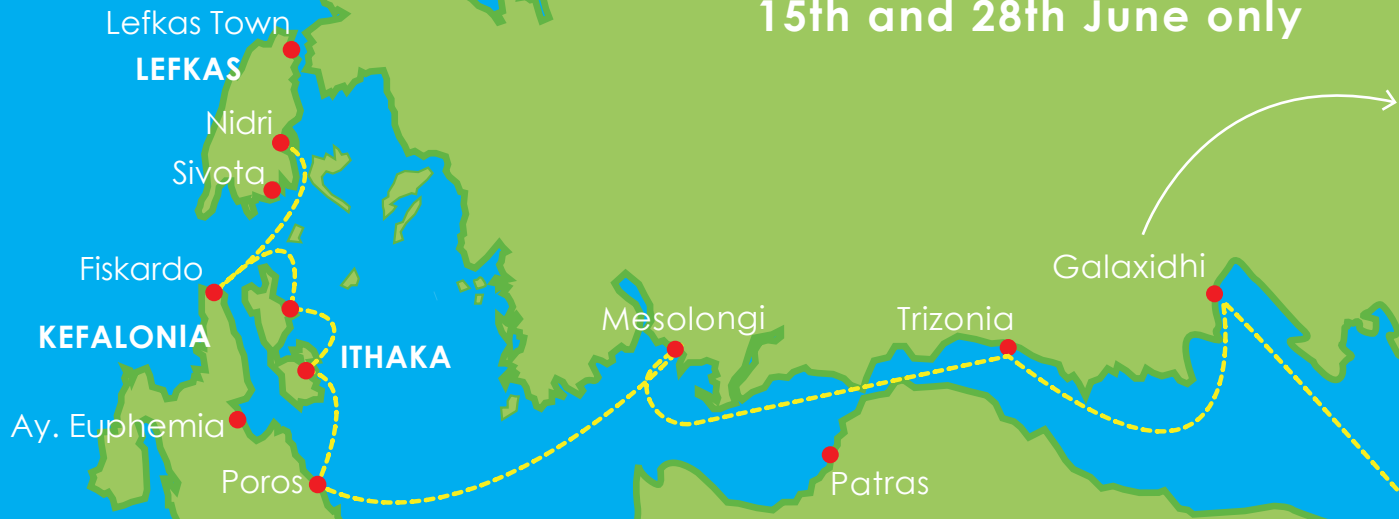 15th and 28th June only
Lefkas Town
LEFKAS
Nidri
Sivota
Fiskardo
Galaxidhi
KEFALONIA
ITHAKA
Mesolongi
Trizonia
Ay. Euphemia
Poros
Patras